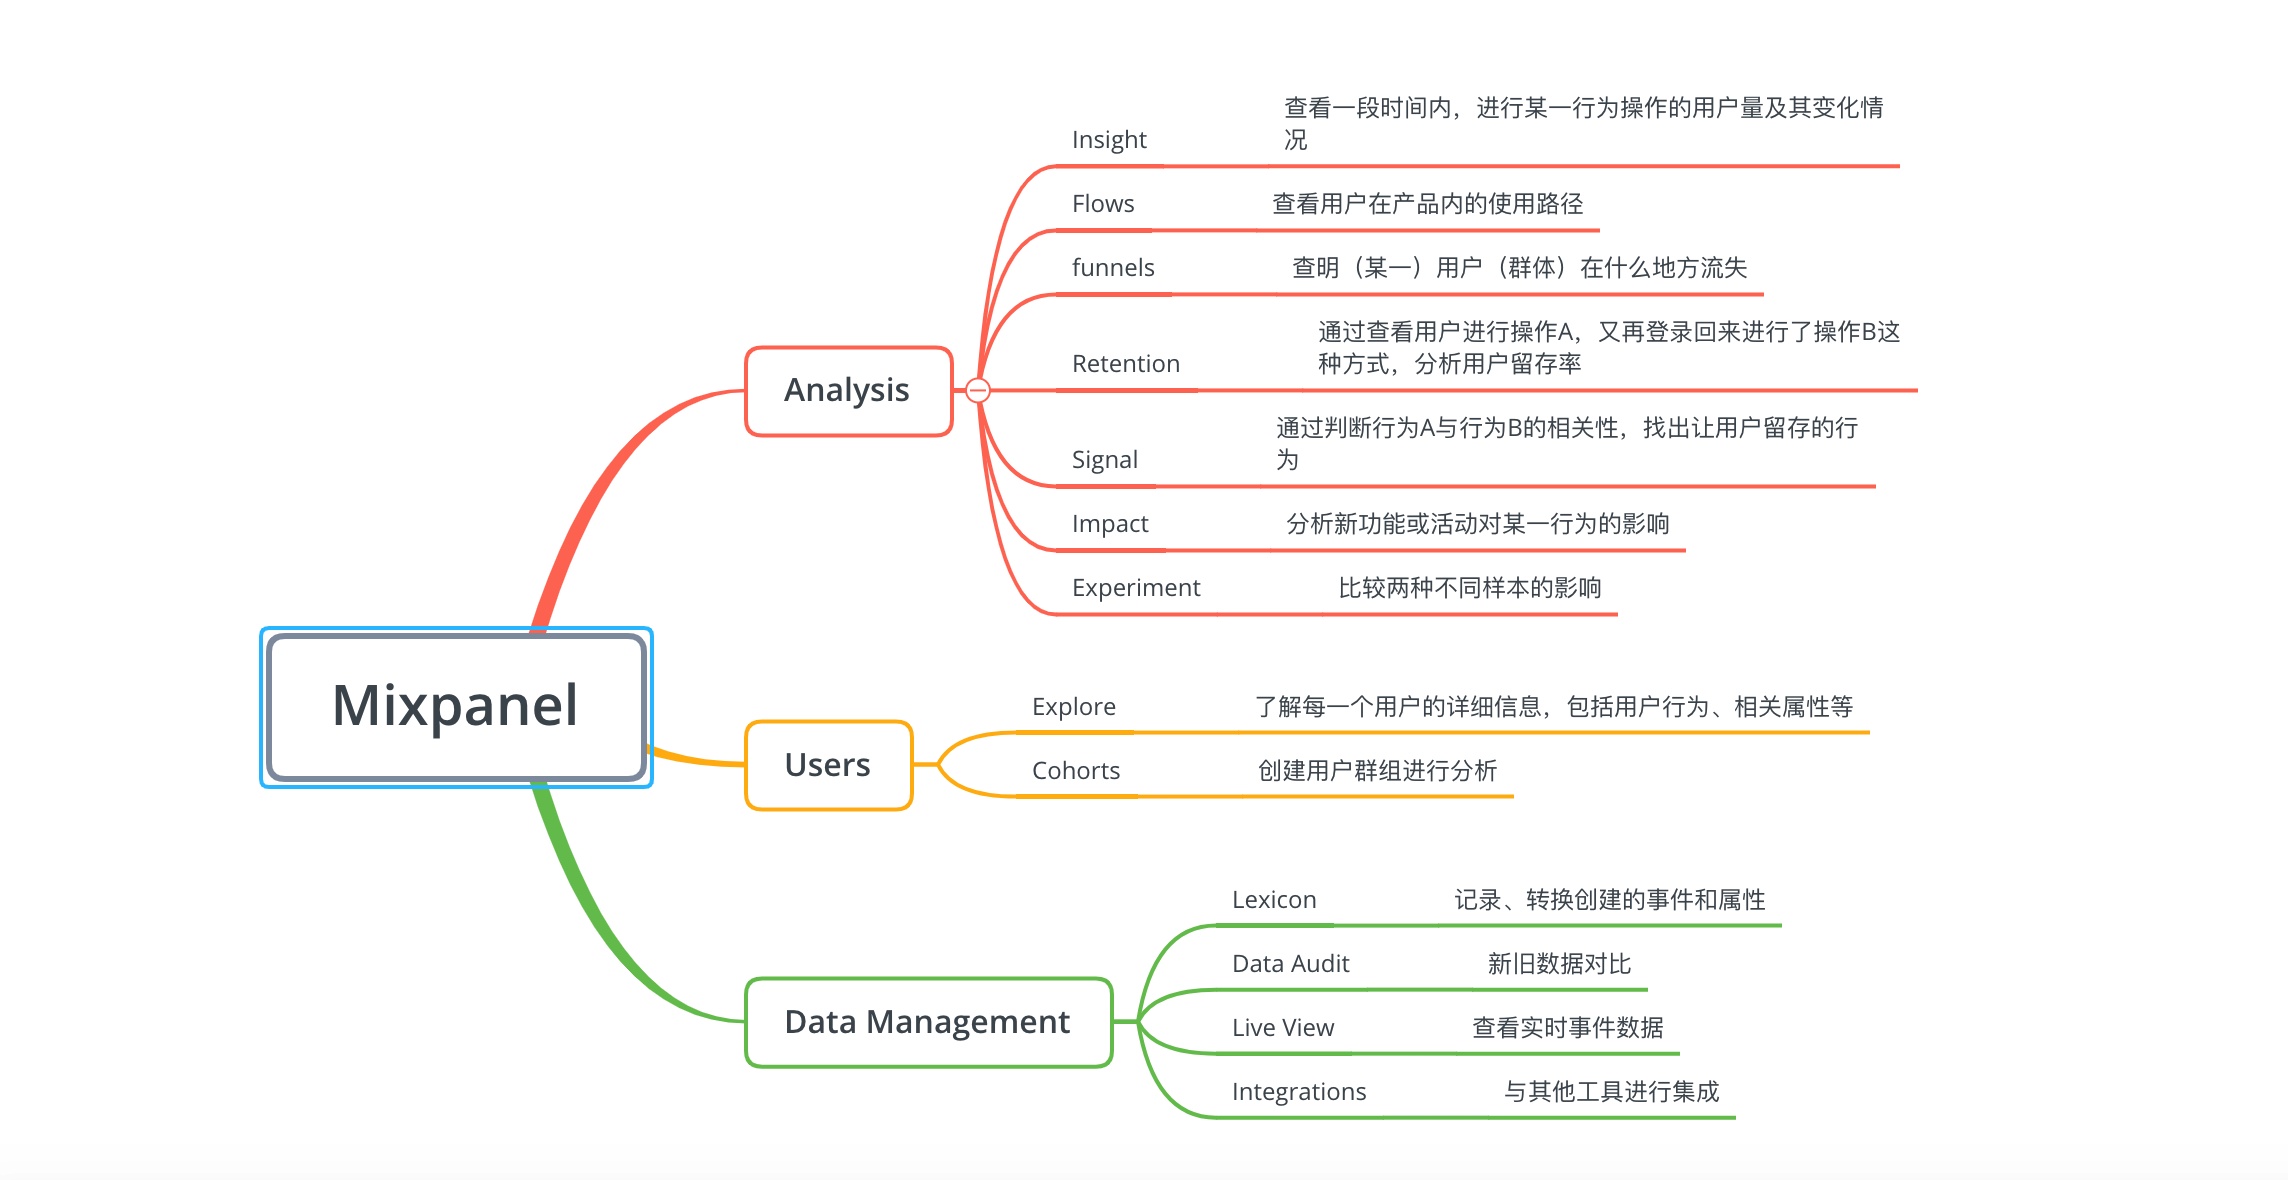 Mixpanel
Analysis
Insight
查看一段时间内，进行某一行为操作的用户量及其变化情
况
Flows
查看用户在产品内的使用路径
funnels
查明（某一）用户（群体）在什么地方流失
Retention
通过查看用户进行操作A，又再登录回来进行了操作B这
种方式，分析用户留存率
Signal
通过判断行为A与行为B的相关性，找出让用户留存的行
为
Impact
分析新功能或活动对某一行为的影响
Experiment
比较两种不同样本的影响
Users
Explore
了解每一个用户的详细信息，包括用户行为、相关属性等
Cohorts
创建用户群组进行分析
Data Management
Lexicon
记录、转换创建的事件和属性
Data Audit
新旧数据对比
Live View
查看实时事件数据
Integrations
与其他工具进行集成